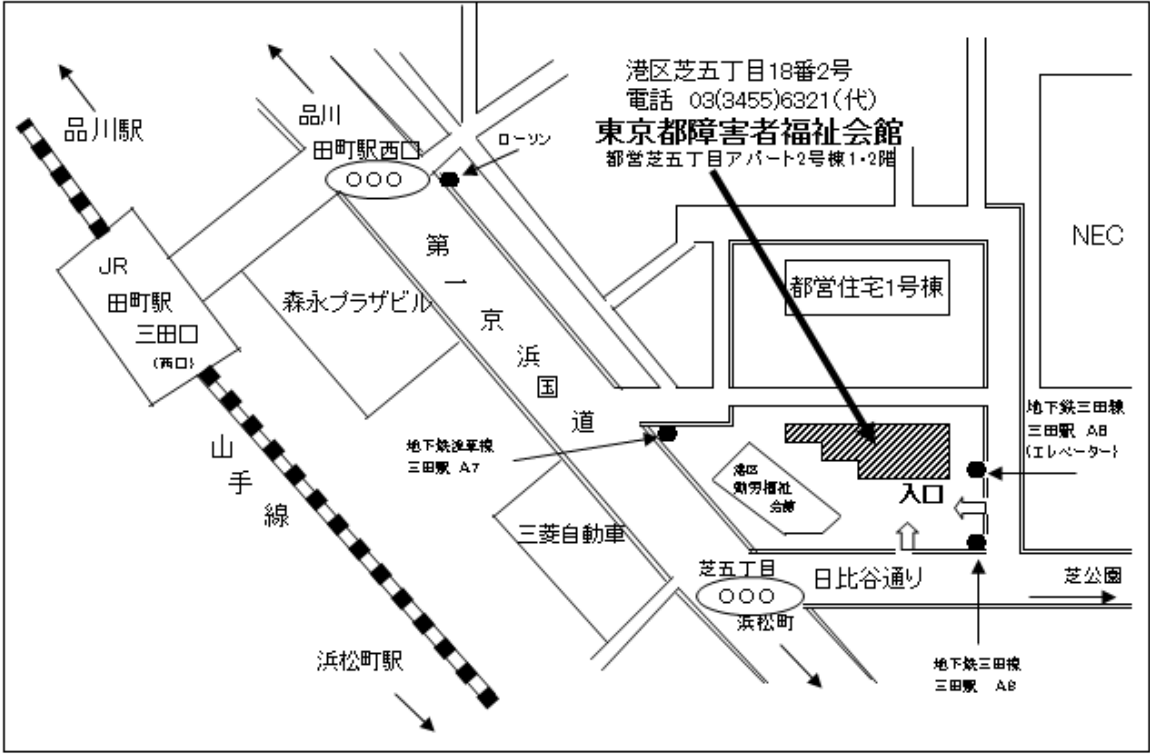 港区芝五丁目18番2号
電話 03(3455)6321(代)
東京都障害者福祉会館
都営芝五丁目アパート2号棟1・2階
品川駅
品川
田町駅西口
○○○
ローソン
NEC
JR
田町駅
三田口
(西口)
森永プラザビル
第一京浜国道
都営住宅1号棟
地下鉄三田線
三田駅 A8
(エレベーター)
地下鉄浅草線
三田駅 A7
港区
勤労福祉
会館
入口
山手線
三菱自動車
芝五丁目
○○○
浜松町
日比谷通り
芝公園
浜松町駅
地下鉄三田線
三田駅